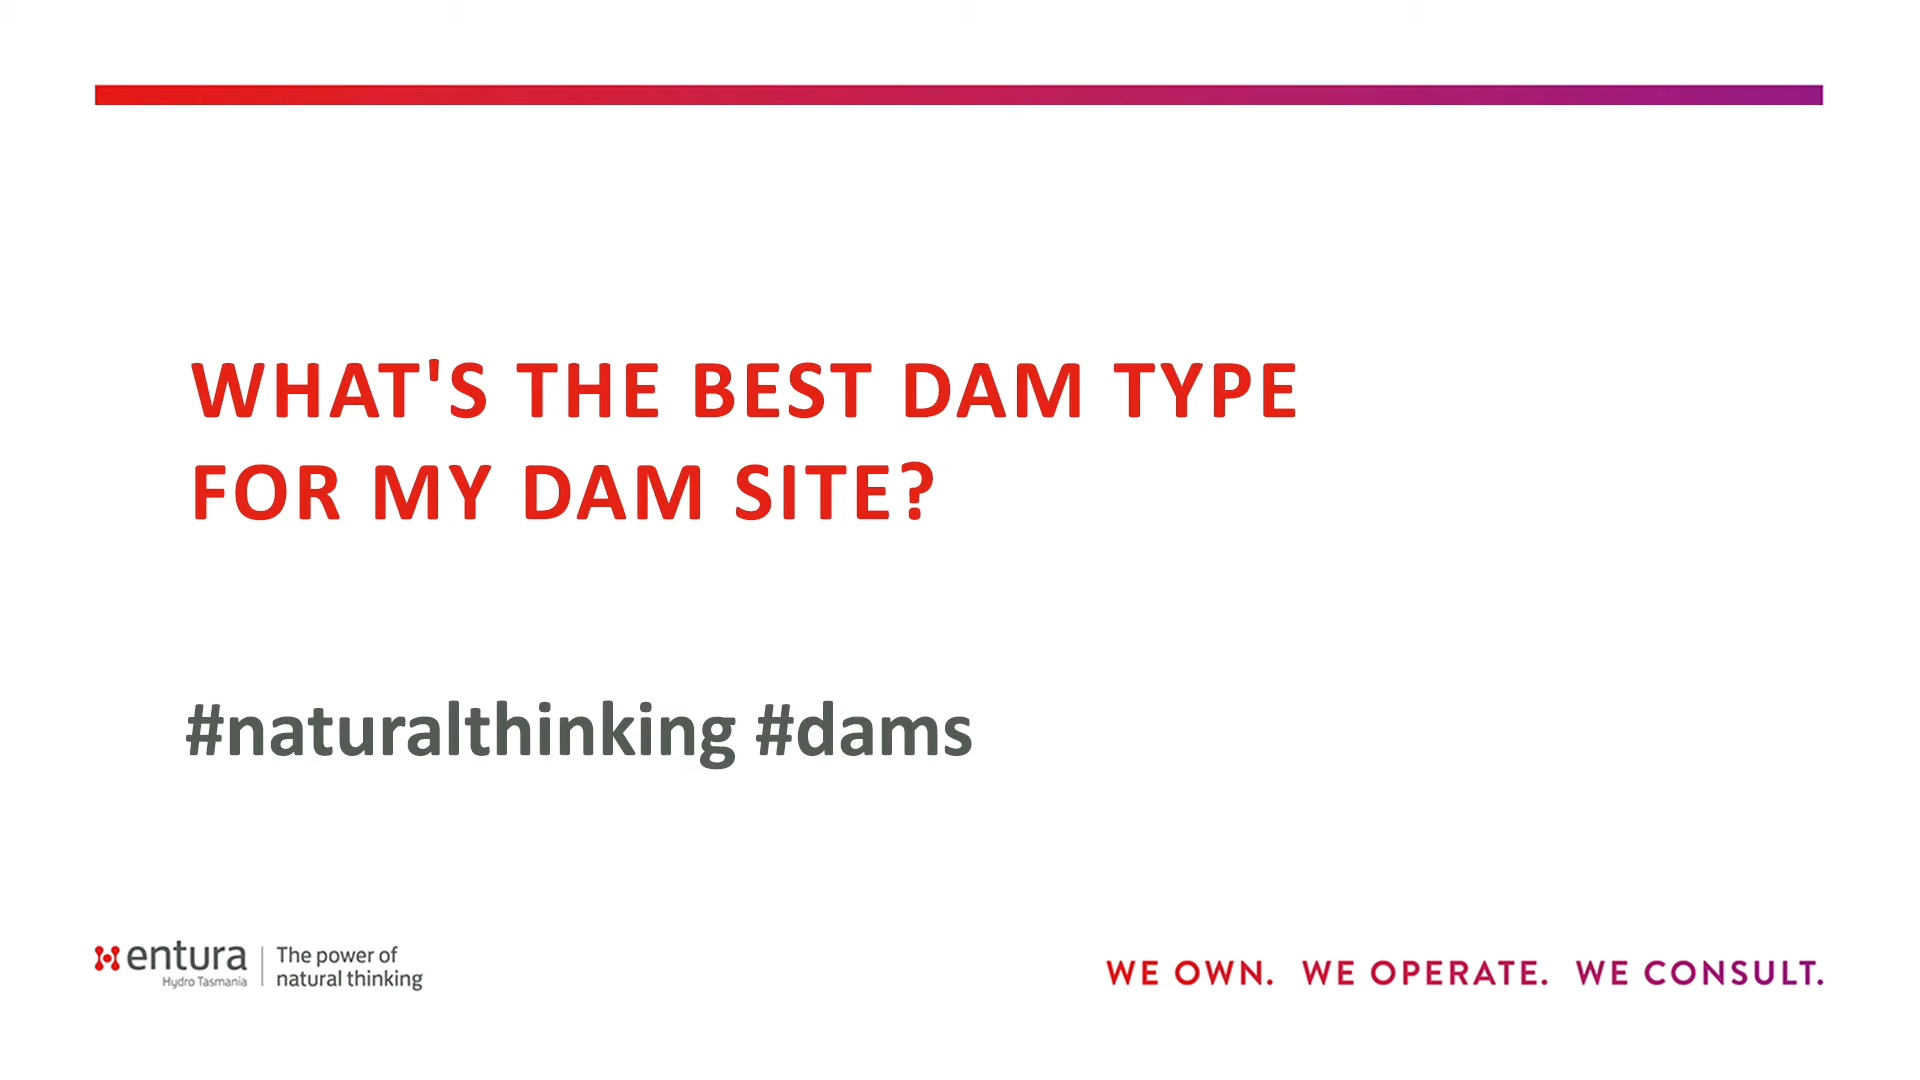 WHAT'S THE BEST DAM TYPE
FOR MY DAM SITE?
#naturalthinking #dams
entura
Hydro Tasmania
The power of
natural thinking
WE OWN. WE OPERATE. WE CONSULT.